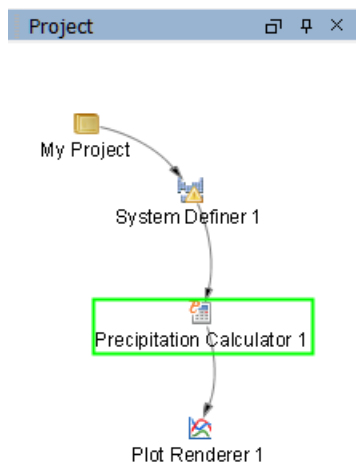 Project
My Project
System Definer 1
Precipitation Calculator 1
Plot Renderer 1